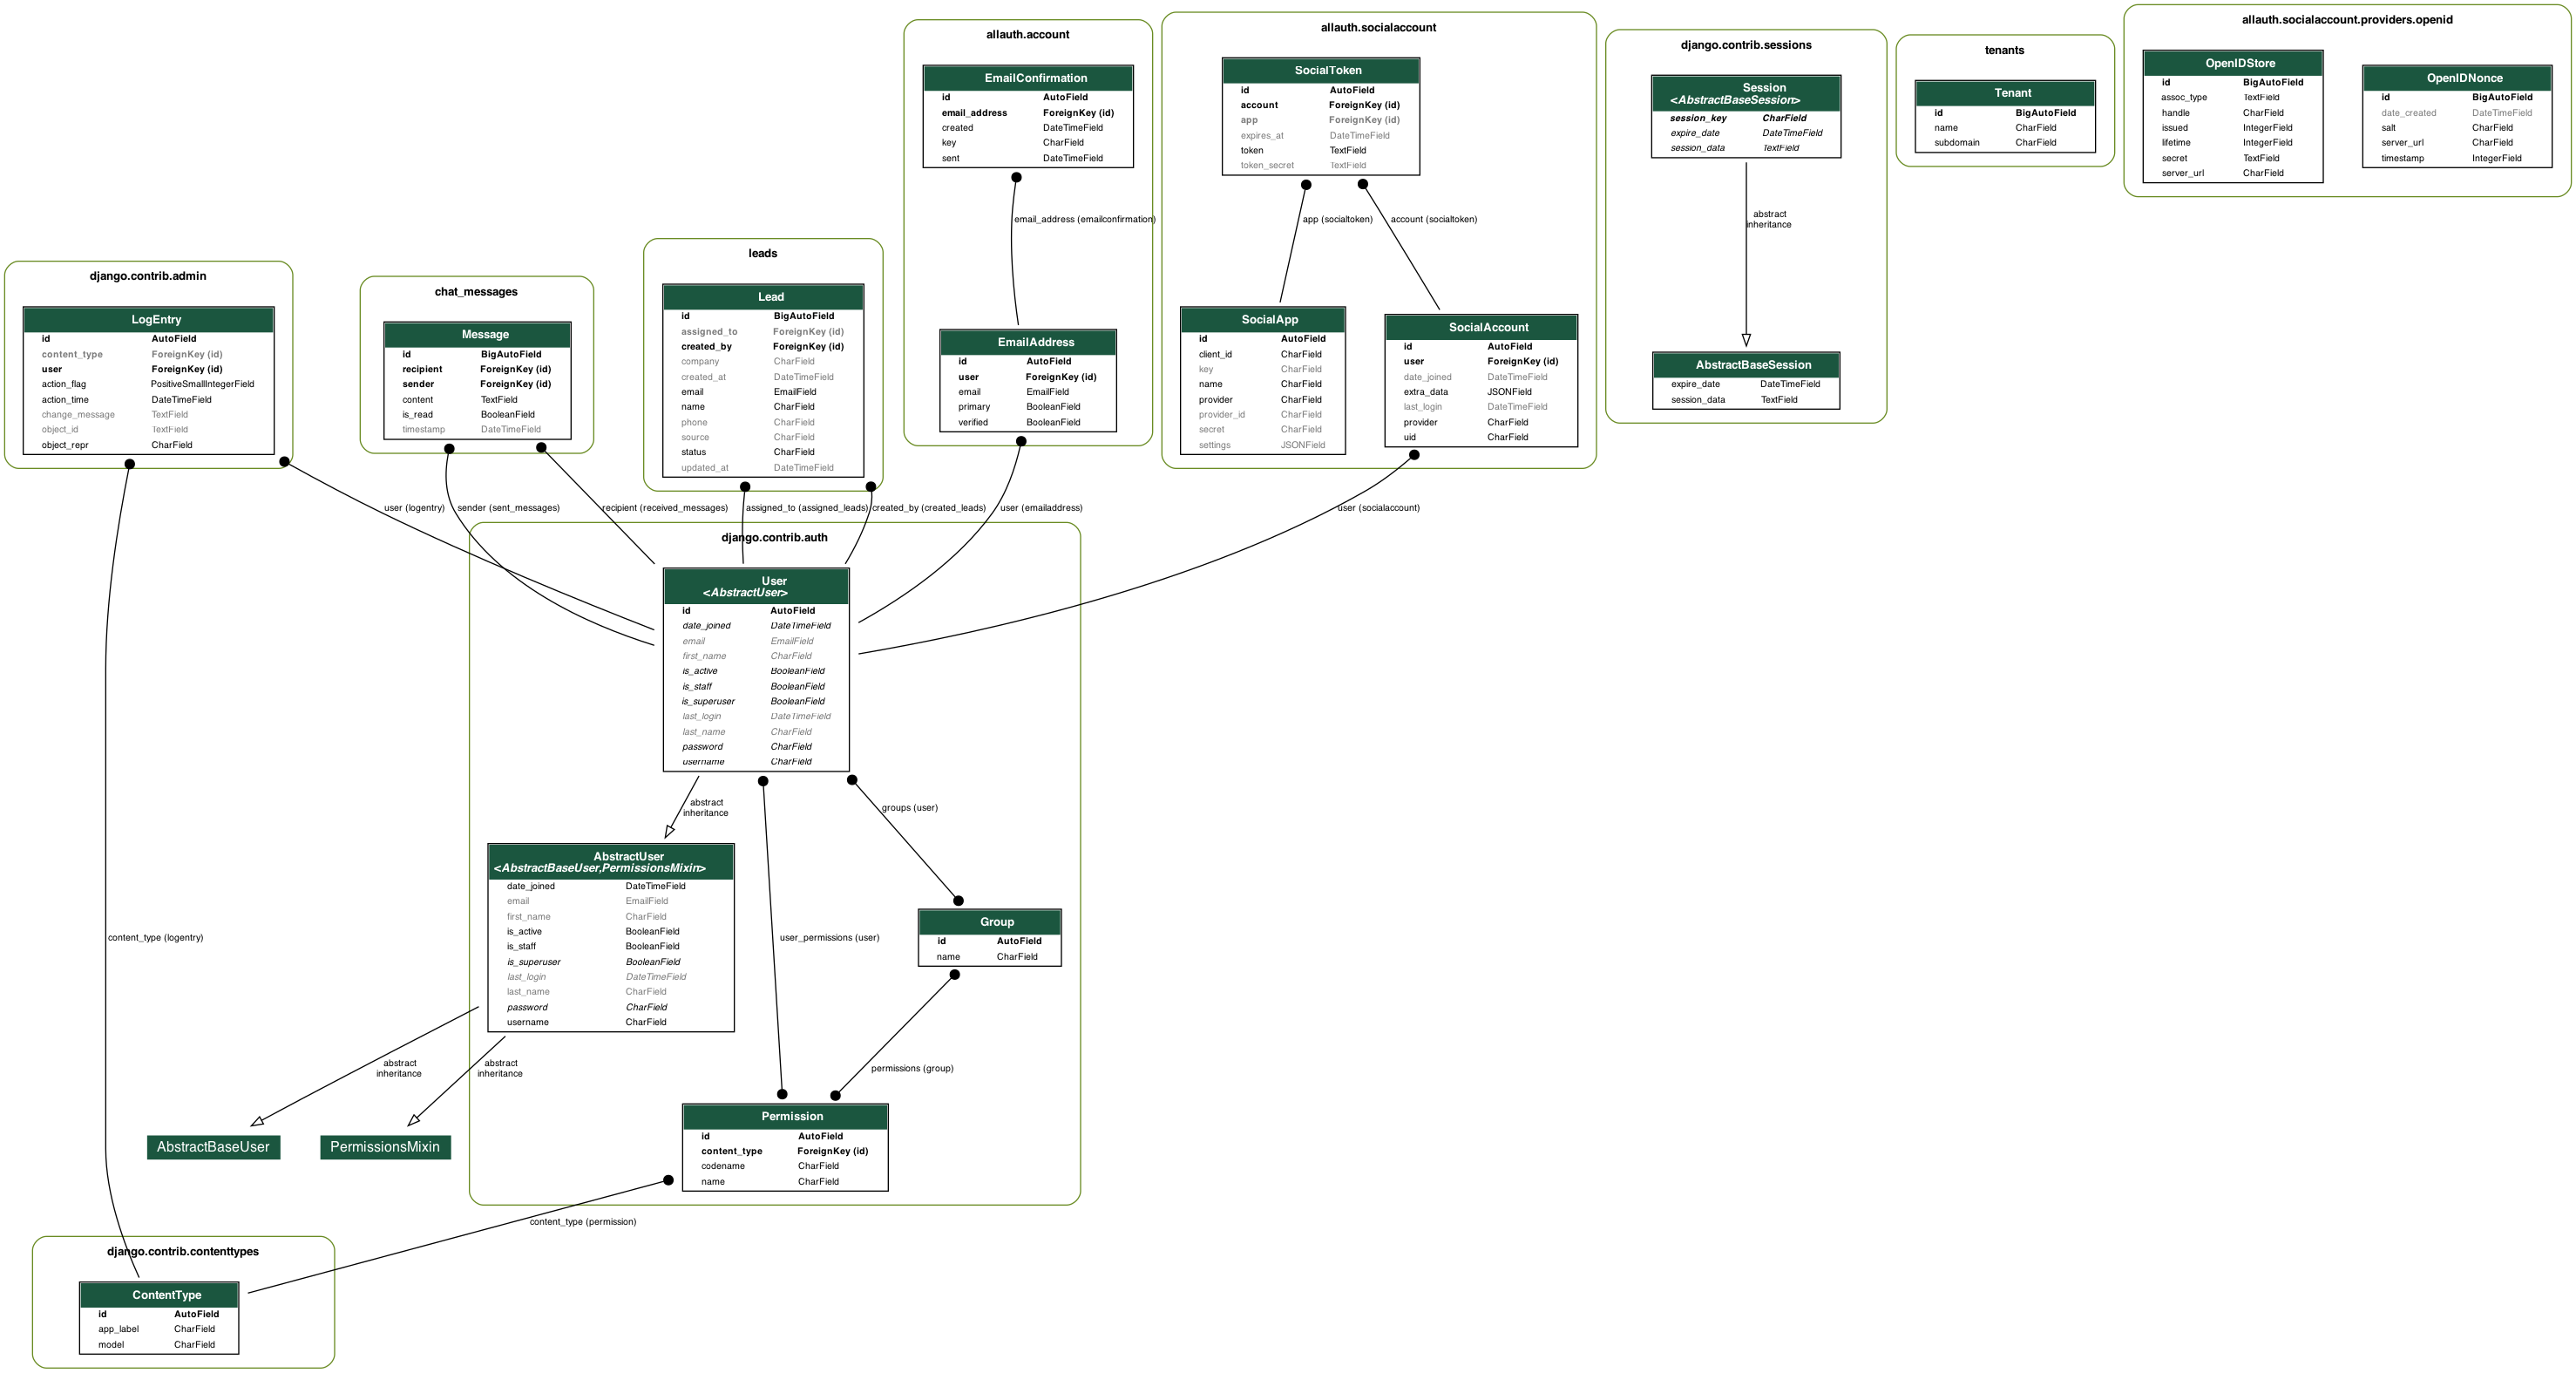 allauth.socialaccount.providers.openid
OpenIDStore
id BigAutoField
assoc_type TextField
handle CharField
issued IntegerField
lifetime IntegerField
secret TextField
server_url CharField
OpenIDNonce
id BigAutoField
date_created DateTimeField
salt CharField
server_url CharField
timestamp IntegerField
tenants
Tenant
id BigAutoField
name CharField
subdomain CharField
django.contrib.sessions
Session
<AbstractBaseSession>
session_key CharField
expire_date DateTimeField
session_data TextField
abstract
inheritance
AbstractBaseSession
expire_date DateTimeField
session_data TextField
allauth.socialaccount
SocialToken
id AutoField
account ForeignKey (id)
app ForeignKey (id)
expires_at DateTimeField
token TextField
token_secret TextField
app (socialtoken)
account (socialtoken)
SocialApp
id AutoField
client_id CharField
key CharField
name CharField
provider CharField
provider_id CharField
secret CharField
settings JSONField
SocialAccount
id AutoField
user ForeignKey (id)
date_joined DateTimeField
extra_data JSONField
last_login DateTimeField
provider CharField
uid CharField
allauth.account
EmailConfirmation
id AutoField
email_address ForeignKey (id)
created DateTimeField
key CharField
sent DateTimeField
email_address (emailconfirmation)
EmailAddress
id AutoField
user ForeignKey (id)
email EmailField
primary BooleanField
verified BooleanField
leads
Lead
id BigAutoField
assigned_to ForeignKey (id)
created_by ForeignKey (id)
company CharField
created_at DateTimeField
email EmailField
name CharField
phone CharField
source CharField
status CharField
updated_at DateTimeField
chat_messages
Message
id BigAutoField
recipient ForeignKey (id)
sender ForeignKey (id)
content TextField
is_read BooleanField
timestamp DateTimeField
django.contrib.admin
LogEntry
id AutoField
content_type ForeignKey (id)
user ForeignKey (id)
action_flag PositiveSmallIntegerField
action_time DateTimeField
change_message TextField
object_id TextField
object_repr CharField
user (logentry)
sender (sent_messages)
recipient (received_messages)
assigned_to (assigned_leads)
created_by (created_leads)
user (emailaddress)
user (socialaccount)
django.contrib.auth
User
<AbstractUser>
id AutoField
date_joined DateTimeField
email EmailField
first_name CharField
is_active BooleanField
is_staff BooleanField
is_superuser BooleanField
last_login DateTimeField
last_name CharField
password CharField
username CharField
abstract
inheritance
groups (user)
AbstractUser
<AbstractBaseUser,PermissionsMixin>
date_joined DateTimeField
email EmailField
first_name CharField
is_active BooleanField
is_staff BooleanField
is_superuser BooleanField
last_login DateTimeField
last_name CharField
password CharField
username CharField
user_permissions (user)
Group
id AutoField
name CharField
content_type (logentry)
abstract
inheritance
abstract
inheritance
permissions (group)
AbstractBaseUser
PermissionsMixin
Permission
id AutoField
content_type ForeignKey (id)
codename CharField
name CharField
content_type (permission)
django.contrib.contenttypes
ContentType
id AutoField
app_label CharField
model CharField